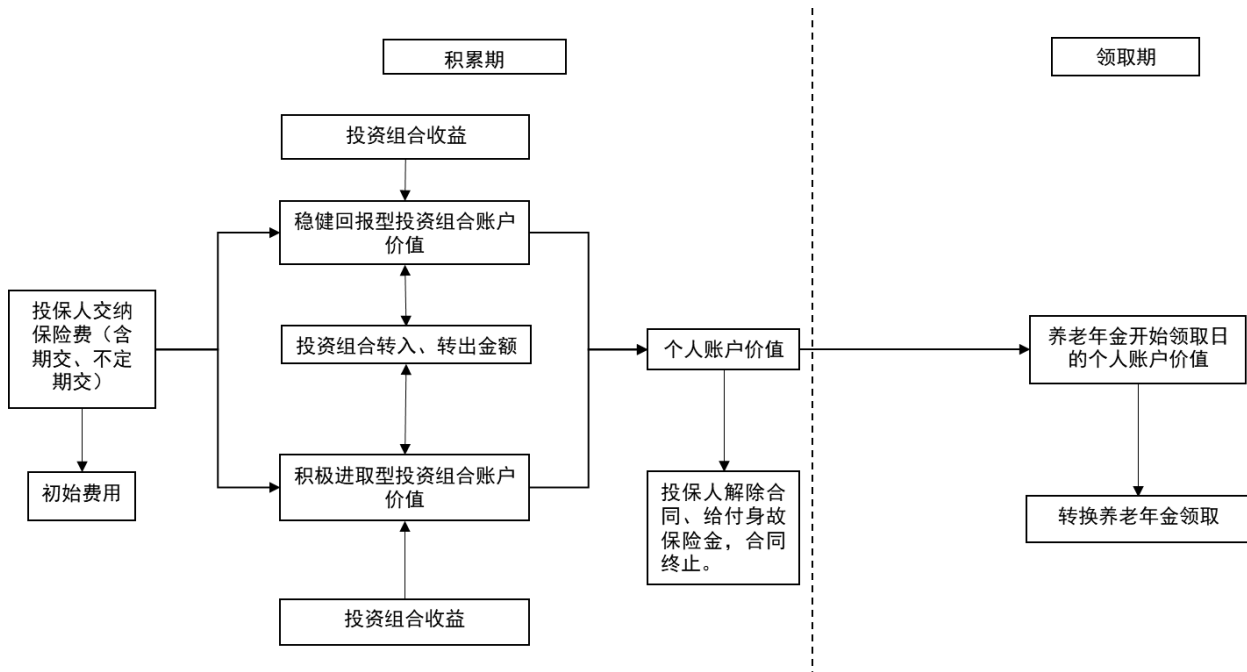 积累期
领取期
投资组合收益
稳健回报型投资组合账户
价值
投保人交纳
保险费（含
期交、不定
期交）
投资组合转入、转出金额
个人账户价值
养老年金开始领取日
的个人账户价值
初始费用
积极进取型投资组合账户
价值
投保人解除合
同、给付身故
保险金，合同
终止。
转换养老年金领取
投资组合收益